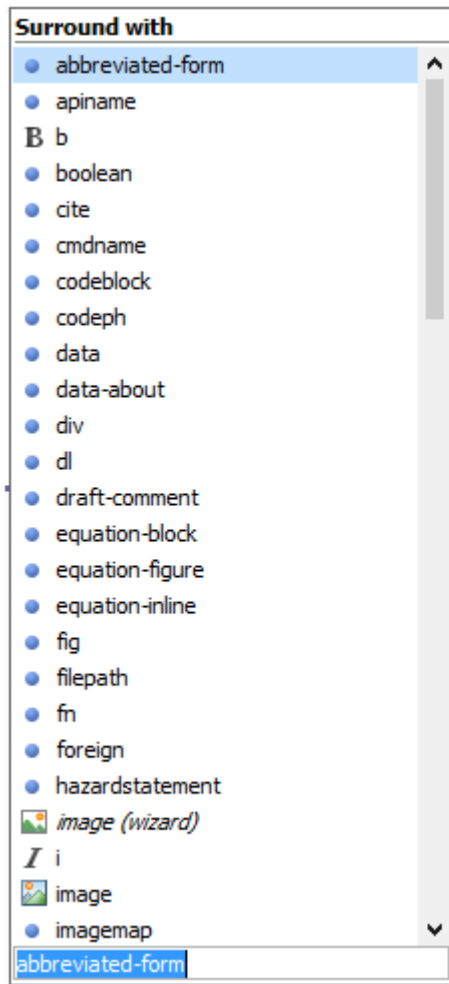 Surround with
abbreviated-form
apiname
B b
boolean
cite
cmdname
codeblock
codeph
data
data-about
div
dl
draft-comment
equation-block
equation-figure
equation-inline
fig
filepath
fn
foreign
hazardstatement
image (wizard)
I i
image
imagemap
abbreviated-form